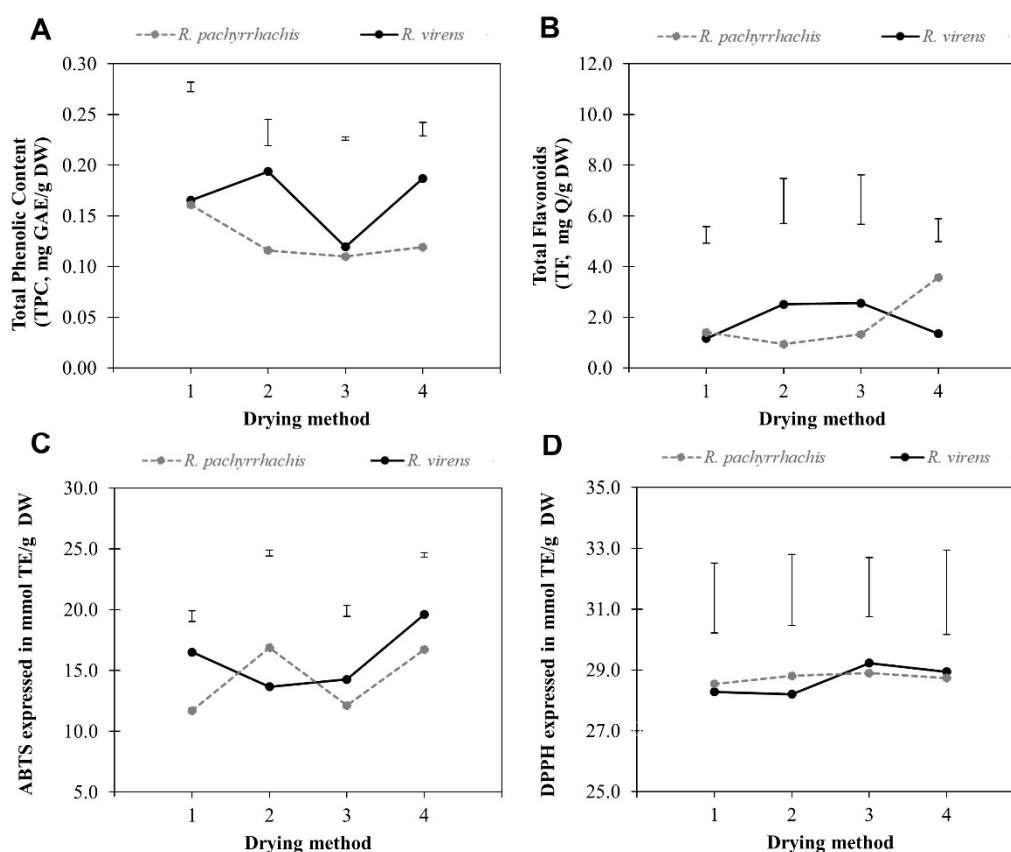 A
R. pachyrrhachis
R. virens
Total Phenolic Content
(TPC, mg GAE/g DW)
0.30
0.25
0.20
0.15
0.10
0.05
0.00
1 2 3 4
Drying method
B
R. pachyrrhachis
R. virens
Total Flavonoids
(TF, mg Q/g DW)
12.0
10.0
8.0
6.0
4.0
2.0
0.0
1 2 3 4
Drying method
C
R. pachyrrhachis
R. virens
ABTS expressed in mmol TE/g DW
30.0
25.0
20.0
15.0
10.0
5.0
1 2 3 4
Drying method
D
R. pachyrrhachis
R. virens
DPPH expressed in mmol TE/g DW
35.0
33.0
31.0
29.0
27.0
25.0
1 2 3 4
Drying method